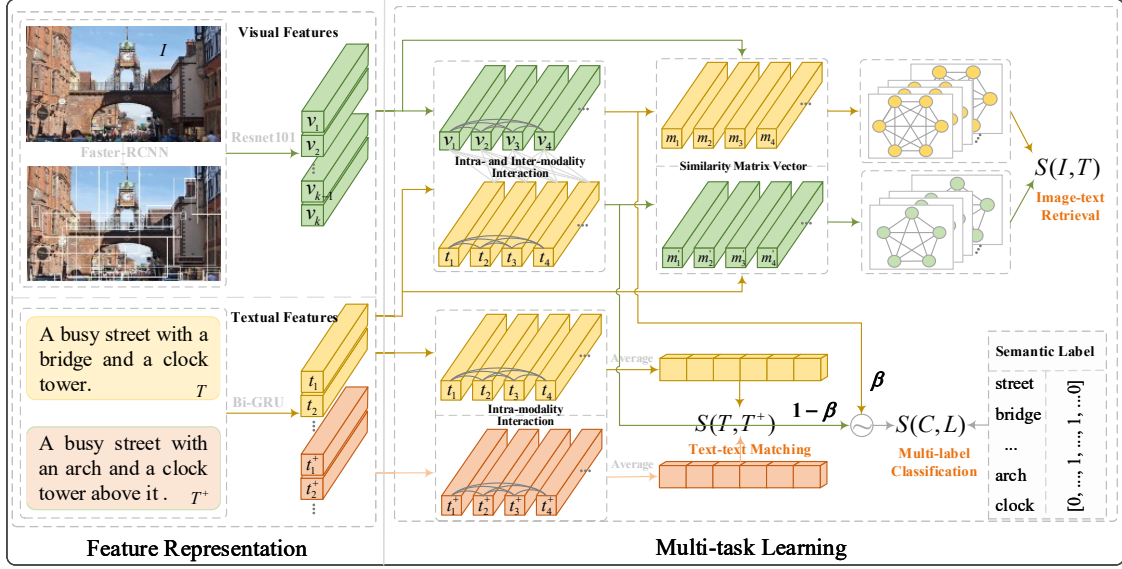 I
Faster-RCNN
Visual Features
Resnet101
v₁
v₂
⋮
vₖ₋₁
vₖ
A busy street with a
bridge and a clock
tower.
T
A busy street with
an arch and a clock
tower above it .
T⁺
Bi-GRU
Textual Features
t₁
t₂
t₁⁺
t₂⁺
⋮
Feature Representation
v₁ v₂ v₃ v₄ ...
Intra- and Inter-modality
Interaction
t₁ t₂ t₃ t₄ ...
m₁ m₂ m₃ m₄ ...
Similarity Matrix Vector
m₁' m₂' m₃' m₄' ...
S(I,T)
Image-text
Retrieval
t₁ t₂ t₃ t₄ ...
Intra-modality
Interaction
t₁⁺ t₂⁺ t₃⁺ t₄⁺ ...
Average
Average
S(T,T⁺)
Text-text Matching
β
1−β
S(C,L)
Multi-label
Classification
Semantic Label
street
bridge
...
arch
clock
[0, ..., 1, ..., 1, ...0]
Multi-task Learning